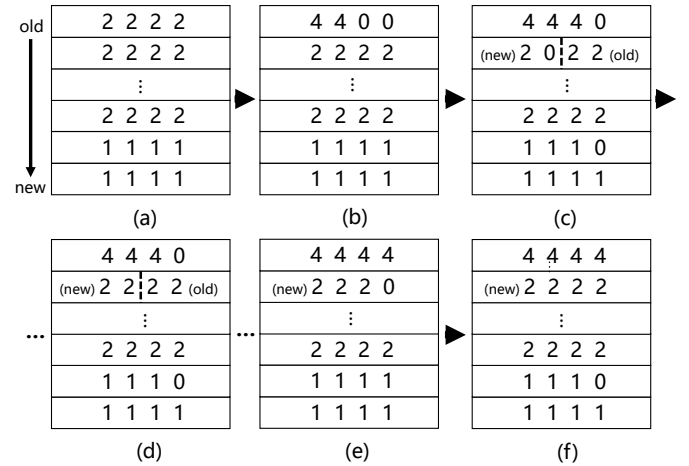 old
new
2 2 2 2
2 2 2 2
⋮
2 2 2 2
1 1 1 1
1 1 1 1
(a)
4 4 0 0
2 2 2 2
⋮
2 2 2 2
1 1 1 1
1 1 1 1
(b)
4 4 4 0
(new) 2 0 2 2 (old)
⋮
2 2 2 2
1 1 1 0
1 1 1 1
(c)
...
4 4 4 0
(new) 2 2 2 2 (old)
⋮
2 2 2 2
1 1 1 0
1 1 1 1
(d)
...
4 4 4 4
(new) 2 2 2 0
⋮
2 2 2 2
1 1 1 1
1 1 1 1
(e)
4 4 4 4
(new) 2 2 2 2
⋮
2 2 2 2
1 1 1 0
1 1 1 1
(f)